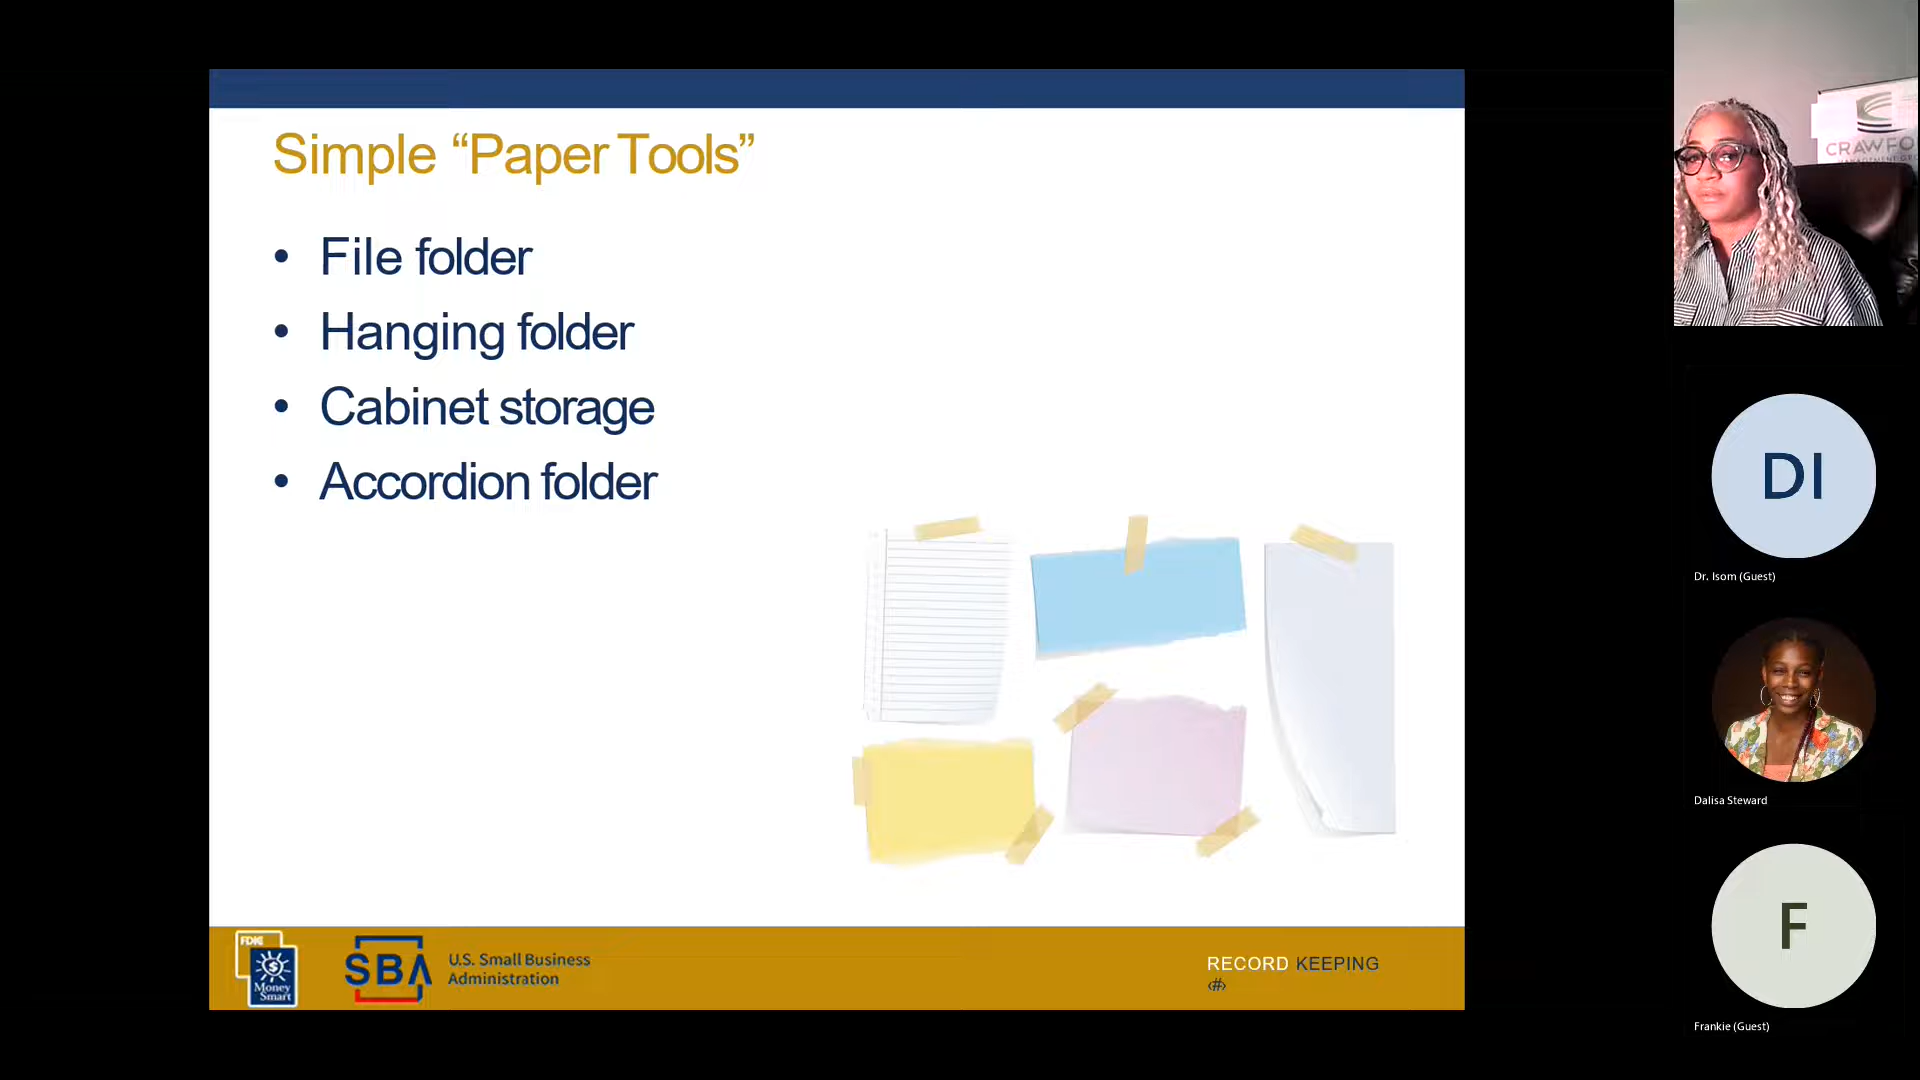 Simple “Paper Tools”
• File folder
• Hanging folder
• Cabinet storage
• Accordion folder
FDIC
Money
Smart
SBA
U.S. Small Business
Administration
RECORD KEEPING
‹#›
CRAWFO
DI
Dr. Isom (Guest)
Dalisa Steward
F
Frankie (Guest)